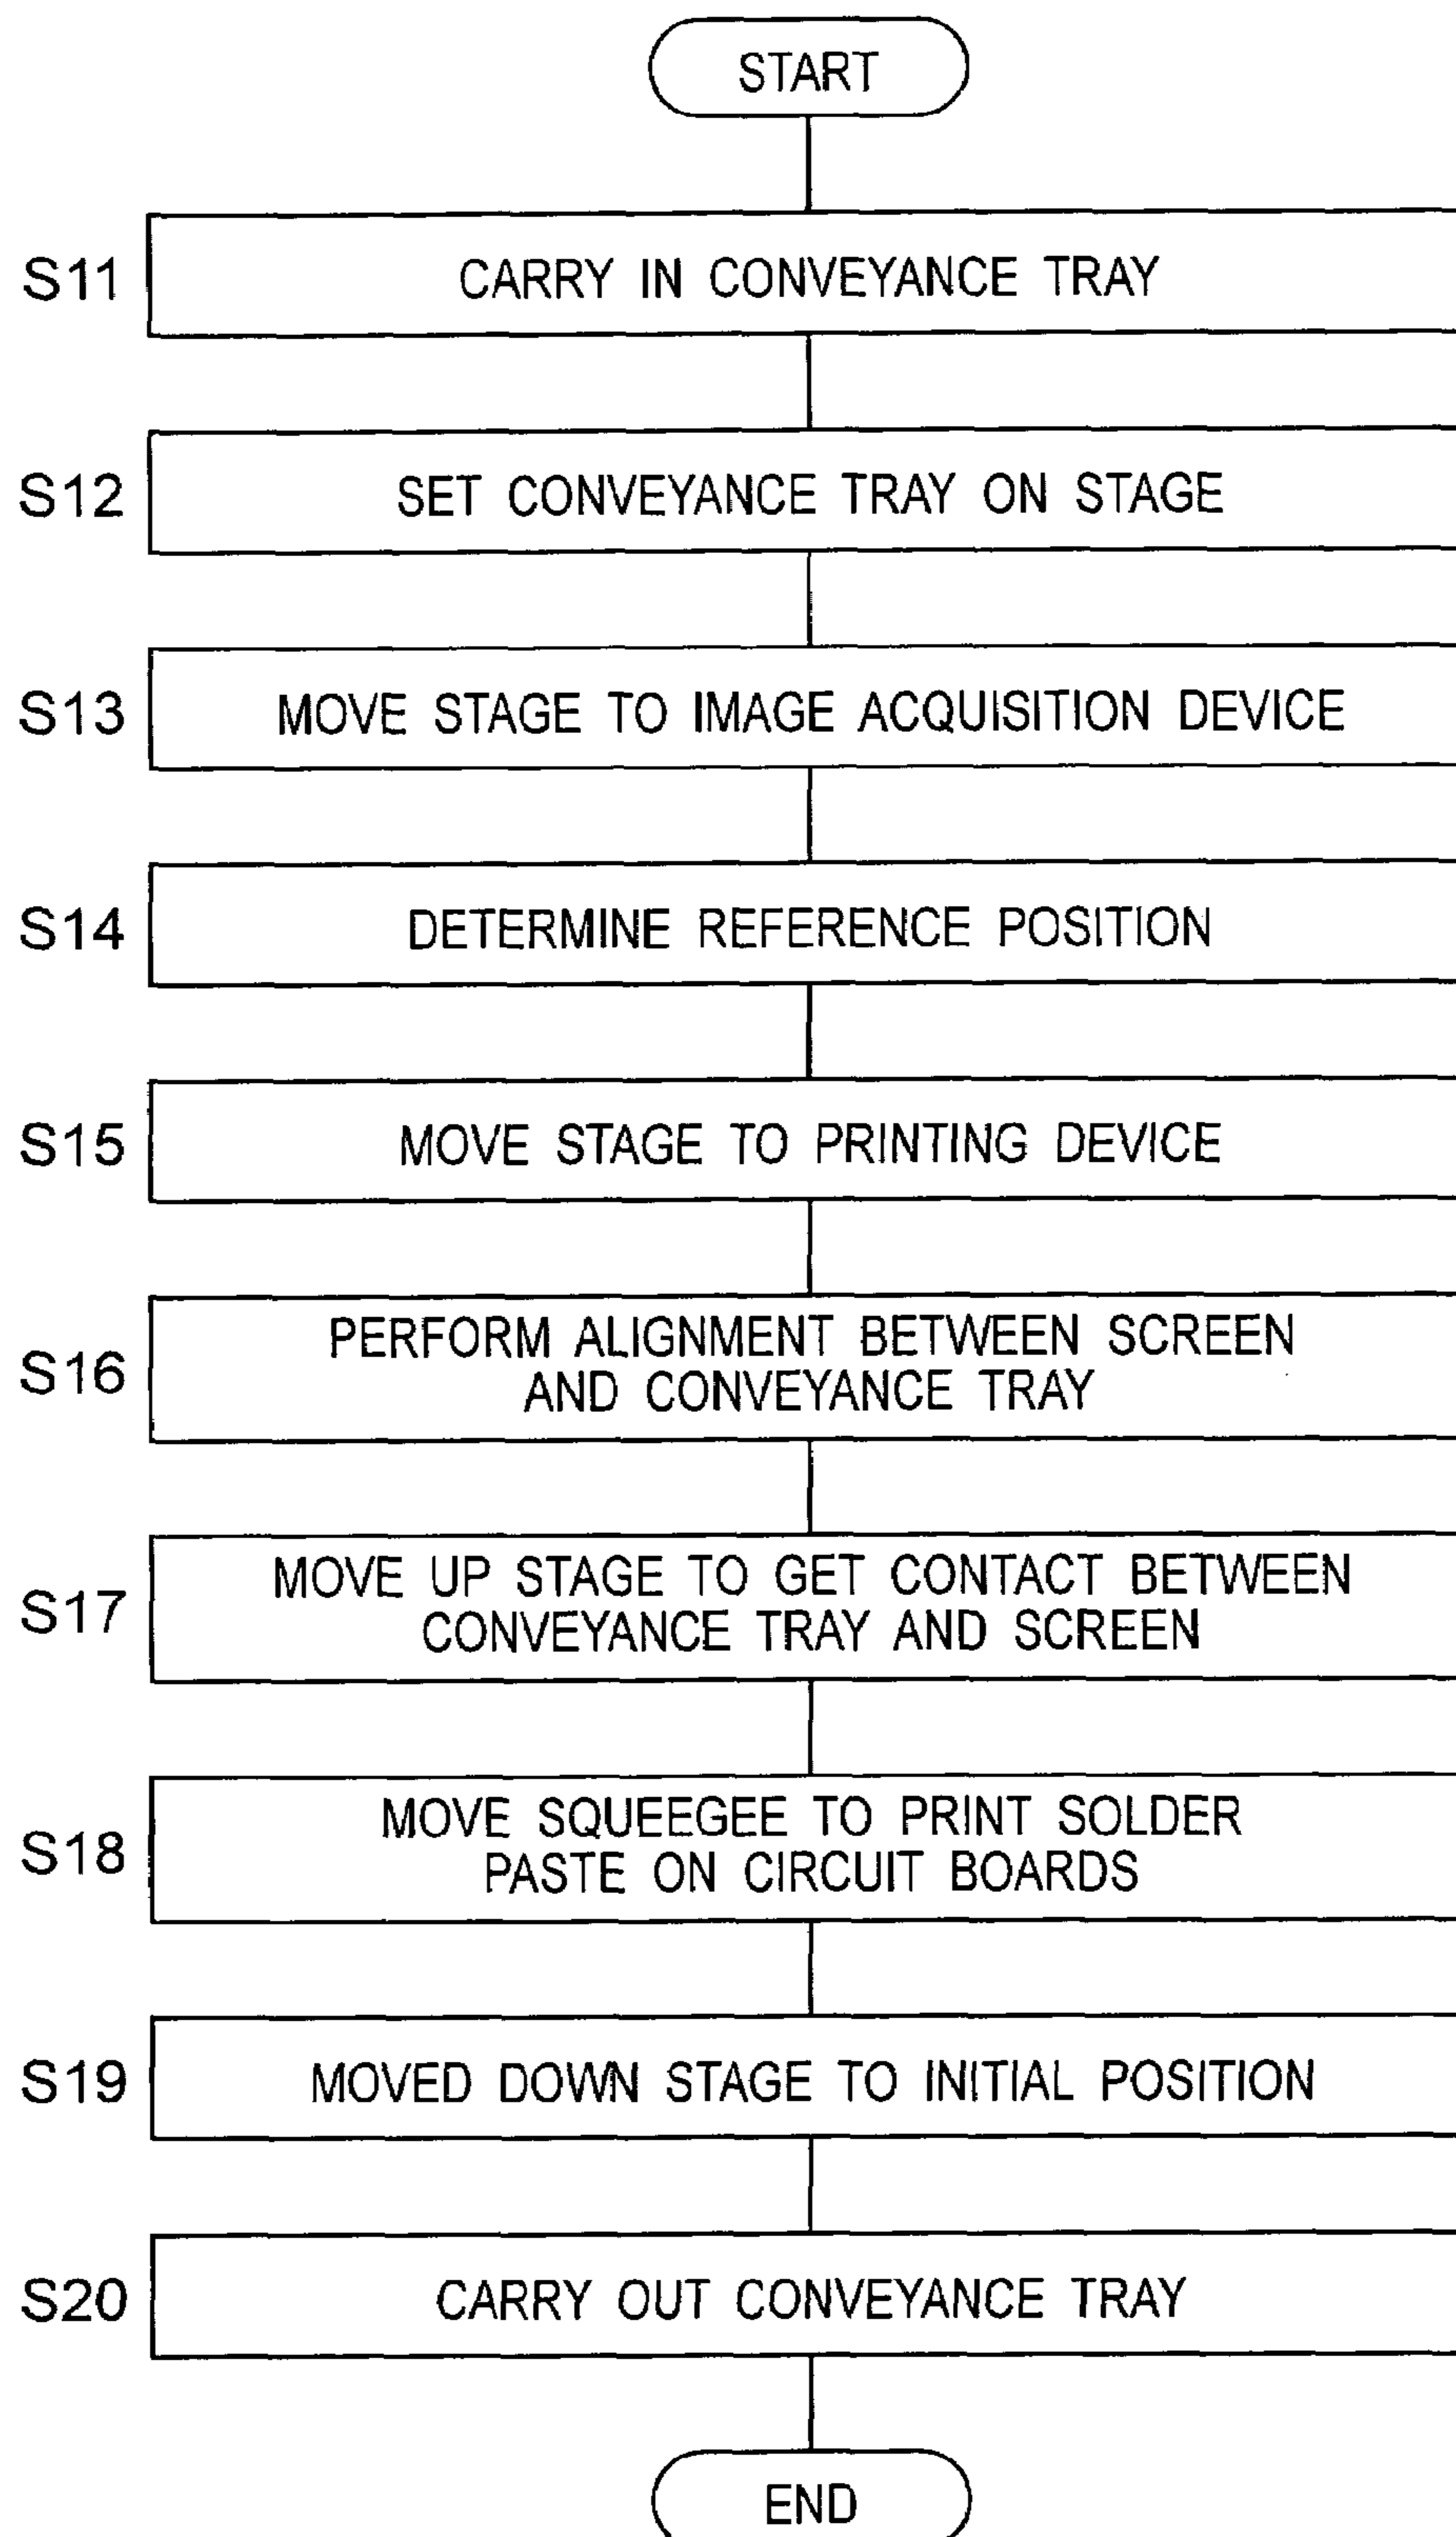 START
S11 CARRY IN CONVEYANCE TRAY
S12 SET CONVEYANCE TRAY ON STAGE
S13 MOVE STAGE TO IMAGE ACQUISITION DEVICE
S14 DETERMINE REFERENCE POSITION
S15 MOVE STAGE TO PRINTING DEVICE
S16 PERFORM ALIGNMENT BETWEEN SCREEN
AND CONVEYANCE TRAY
S17 MOVE UP STAGE TO GET CONTACT BETWEEN
CONVEYANCE TRAY AND SCREEN
S18 MOVE SQUEEGEE TO PRINT SOLDER
PASTE ON CIRCUIT BOARDS
S19 MOVED DOWN STAGE TO INITIAL POSITION
S20 CARRY OUT CONVEYANCE TRAY
END